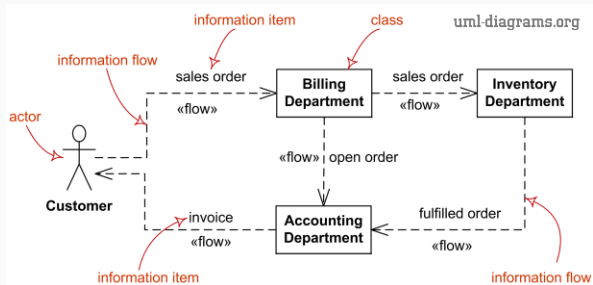 information item
class
uml-diagrams.org
information flow
sales order
«flow»
Billing
Department
sales order
«flow»
Inventory
Department
actor
«flow» open order
Customer
invoice
«flow»
Accounting
Department
fulfilled order
«flow»
information item
information flow